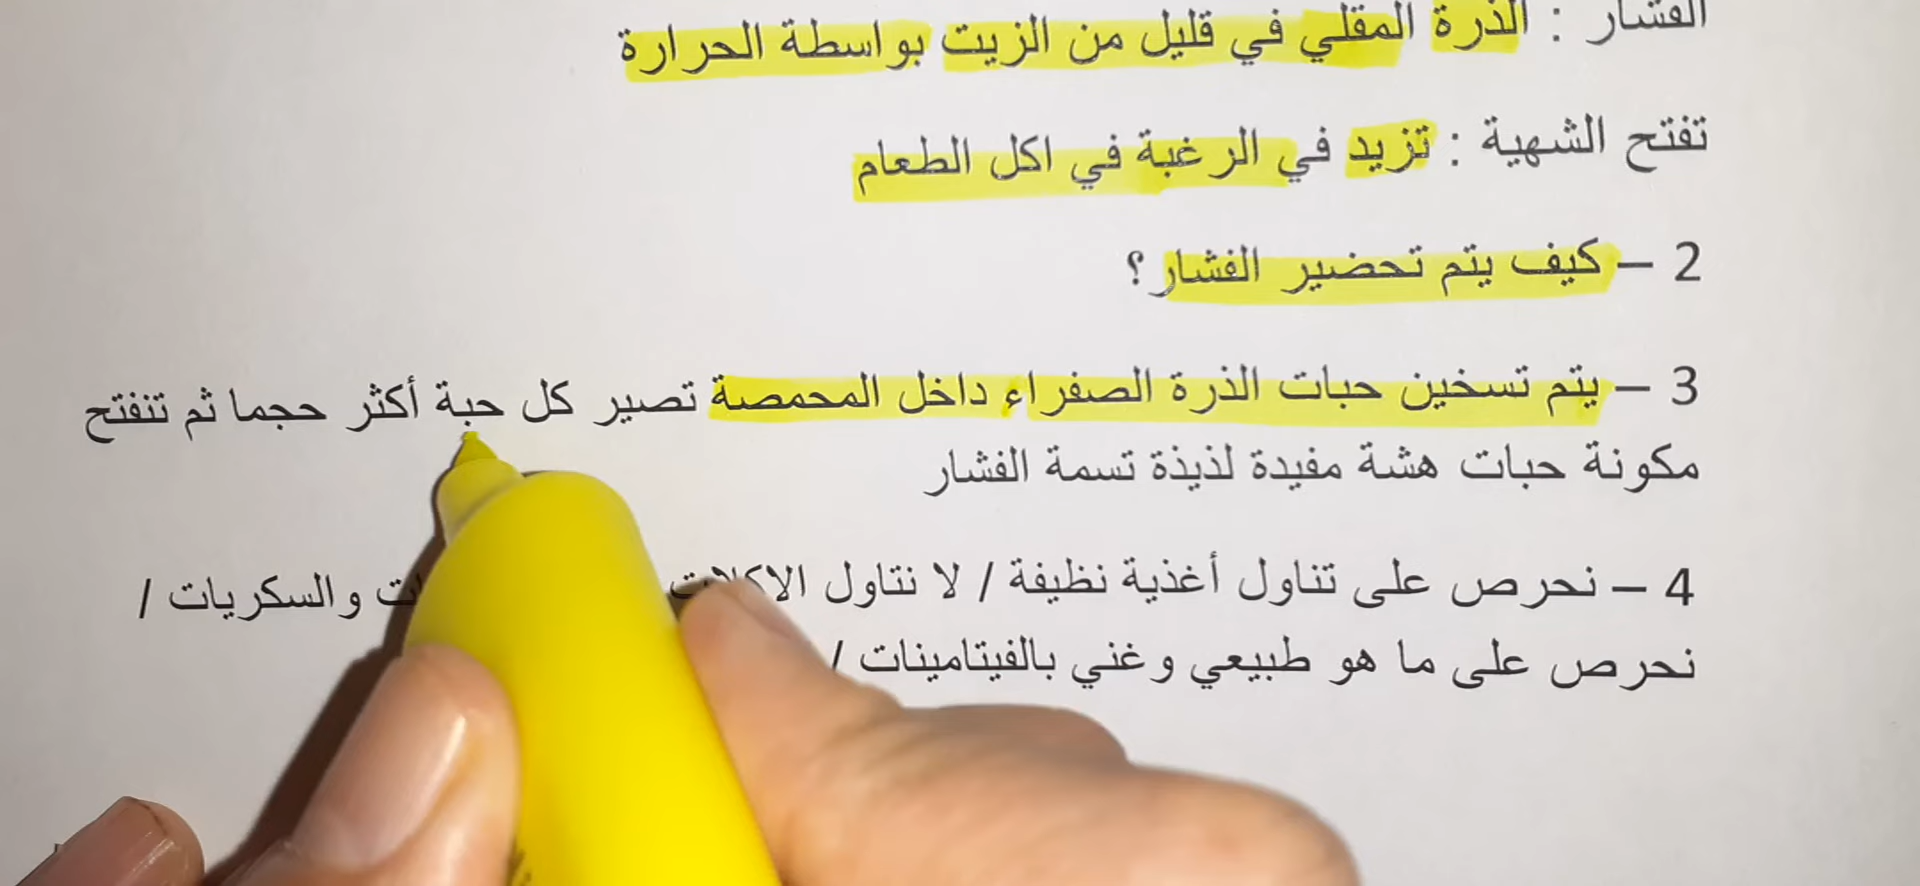 الفشار : الذرة المقلي في قليل من الزيت بواسطة الحرارة
تفتح الشهية : تزيد في الرغبة في اكل الطعام
2 – كيف يتم تحضير الفشار ؟
3 – يتم تسخين حبات الذرة الصفراء داخل المحمصة تصير كل حبة أكثر حجما ثم تنفتح
مكونة حبات هشة مفيدة لذيذة تسمة الفشار
4 – نحرص على تناول أغذية نظيفة / لا نتاول الاكلات والسكريات /
نحرص على ما هو طبيعي وغني بالفيتامينات /